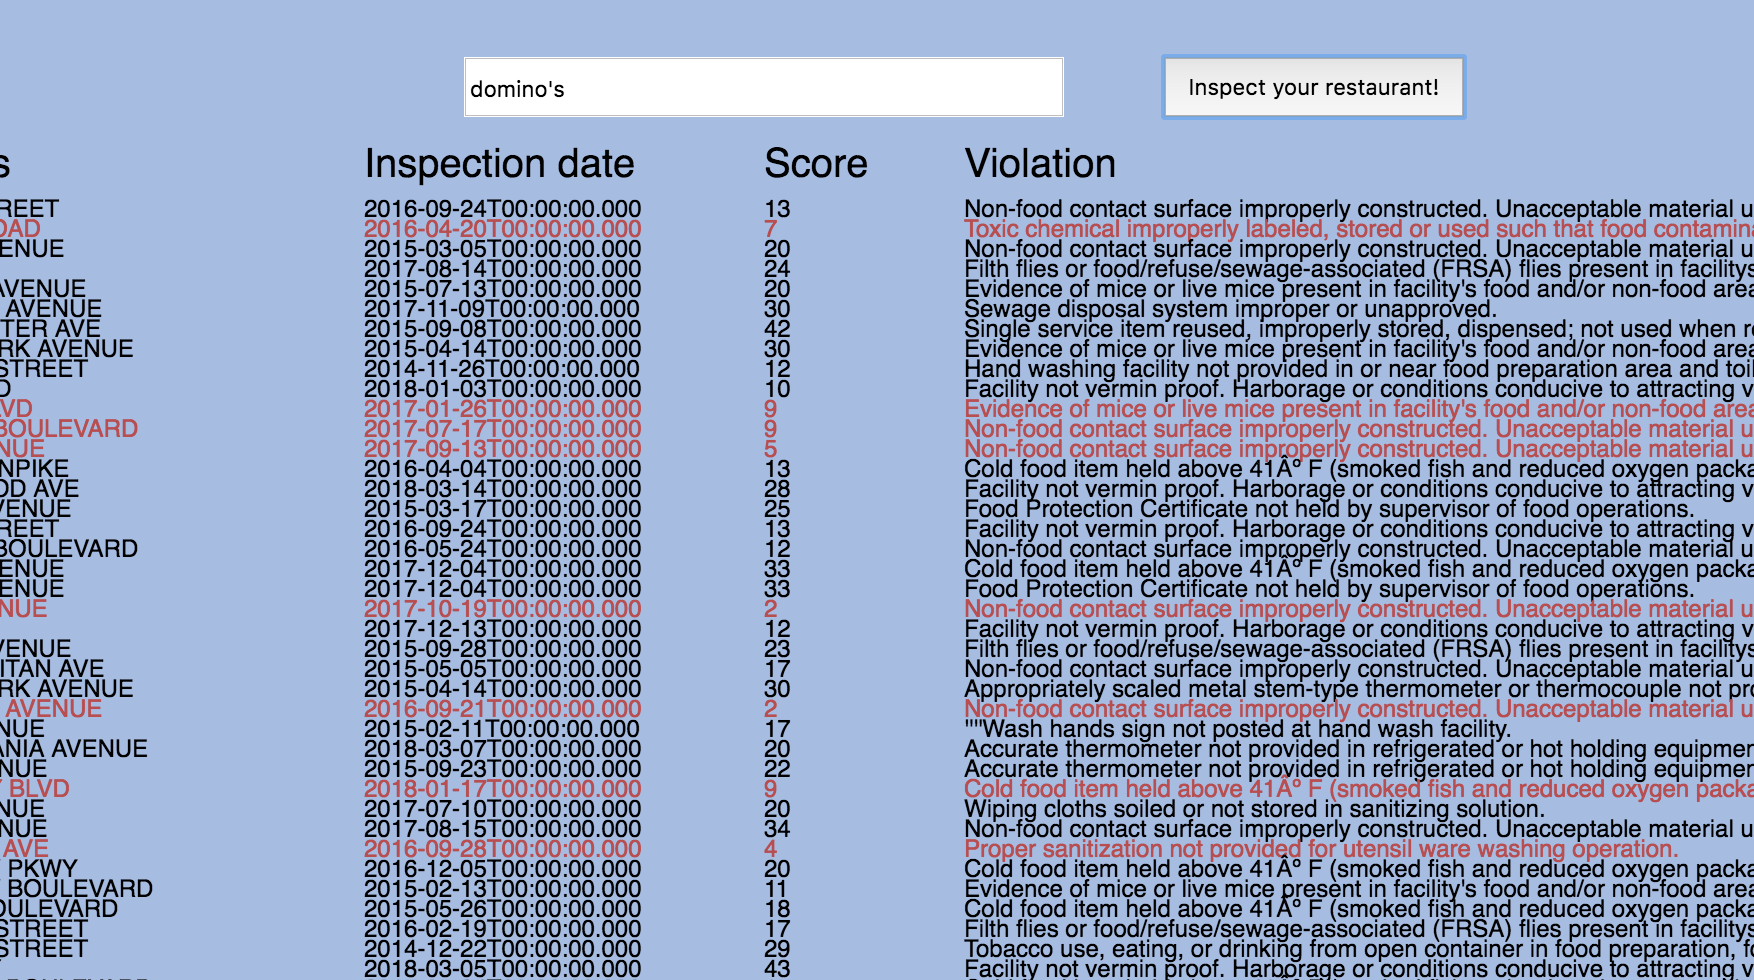 domino's
Inspect your restaurant!
s Inspection date Score Violation
REET 2016-09-24T00:00:00.000 13 Non-food contact surface improperly constructed. Unacceptable material u
OAD 2016-04-20T00:00:00.000 7 Toxic chemical improperly labeled, stored or used such that food contamina
ENUE 2015-03-05T00:00:00.000 20 Non-food contact surface improperly constructed. Unacceptable material u
2017-08-14T00:00:00.000 24 Filth flies or food/refuse/sewage-associated (FRSA) flies present in facilitys
AVENUE 2015-07-13T00:00:00.000 20 Evidence of mice or live mice present in facility's food and/or non-food area
AVENUE 2017-11-09T00:00:00.000 30 Sewage disposal system improper or unapproved.
TER AVE 2015-09-08T00:00:00.000 42 Single service item reused, improperly stored, dispensed; not used when re
RK AVENUE 2015-04-14T00:00:00.000 30 Evidence of mice or live mice present in facility's food and/or non-food area
STREET 2014-11-26T00:00:00.000 12 Hand washing facility not provided in or near food preparation area and toil
D 2018-01-03T00:00:00.000 10 Facility not vermin proof. Harborage or conditions conducive to attracting v
LVD 2017-01-26T00:00:00.000 9 Evidence of mice or live mice present in facility's food and/or non-food area
BOULEVARD 2017-07-17T00:00:00.000 9 Non-food contact surface improperly constructed. Unacceptable material u
NUE 2017-09-13T00:00:00.000 5 Non-food contact surface improperly constructed. Unacceptable material u
NPIKE 2016-04-04T00:00:00.000 13 Cold food item held above 41Âº F (smoked fish and reduced oxygen packa
OD AVE 2018-03-14T00:00:00.000 28 Facility not vermin proof. Harborage or conditions conducive to attracting v
VENUE 2015-03-17T00:00:00.000 25 Food Protection Certificate not held by supervisor of food operations.
REET 2016-09-24T00:00:00.000 13 Facility not vermin proof. Harborage or conditions conducive to attracting v
BOULEVARD 2016-05-24T00:00:00.000 12 Non-food contact surface improperly constructed. Unacceptable material u
ENUE 2017-12-04T00:00:00.000 33 Cold food item held above 41Âº F (smoked fish and reduced oxygen packa
ENUE 2017-12-04T00:00:00.000 33 Food Protection Certificate not held by supervisor of food operations.
NUE 2017-10-19T00:00:00.000 2 Non-food contact surface improperly constructed. Unacceptable material u
2017-12-13T00:00:00.000 12 Facility not vermin proof. Harborage or conditions conducive to attracting v
VENUE 2015-09-28T00:00:00.000 23 Filth flies or food/refuse/sewage-associated (FRSA) flies present in facilitys
ITAN AVE 2015-05-05T00:00:00.000 17 Non-food contact surface improperly constructed. Unacceptable material u
RK AVENUE 2015-04-14T00:00:00.000 30 Appropriately scaled metal stem-type thermometer or thermocouple not pro
AVENUE 2016-09-21T00:00:00.000 2 Non-food contact surface improperly constructed. Unacceptable material u
NUE 2015-02-11T00:00:00.000 17 ""Wash hands sign not posted at hand wash facility.
ANIA AVENUE 2018-03-07T00:00:00.000 20 Accurate thermometer not provided in refrigerated or hot holding equipmen
NUE 2015-09-23T00:00:00.000 22 Accurate thermometer not provided in refrigerated or hot holding equipmen
BLVD 2018-01-17T00:00:00.000 9 Cold food item held above 41Âº F (smoked fish and reduced oxygen packa
NUE 2017-07-10T00:00:00.000 20 Wiping cloths soiled or not stored in sanitizing solution.
NUE 2017-08-15T00:00:00.000 34 Non-food contact surface improperly constructed. Unacceptable material u
AVE 2016-09-28T00:00:00.000 4 Proper sanitization not provided for utensil ware washing operation.
PKWY 2016-12-05T00:00:00.000 20 Cold food item held above 41Âº F (smoked fish and reduced oxygen packa
BOULEVARD 2015-02-13T00:00:00.000 11 Evidence of mice or live mice present in facility's food and/or non-food area
OULEVARD 2015-05-26T00:00:00.000 18 Cold food item held above 41Âº F (smoked fish and reduced oxygen packa
STREET 2016-02-19T00:00:00.000 17 Filth flies or food/refuse/sewage-associated (FRSA) flies present in facilitys
STREET 2014-12-22T00:00:00.000 29 Tobacco use, eating, or drinking from open container in food preparation, fo
2018-03-05T00:00:00.000 43 Facility not vermin proof. Harborage or conditions conducive to attracting v